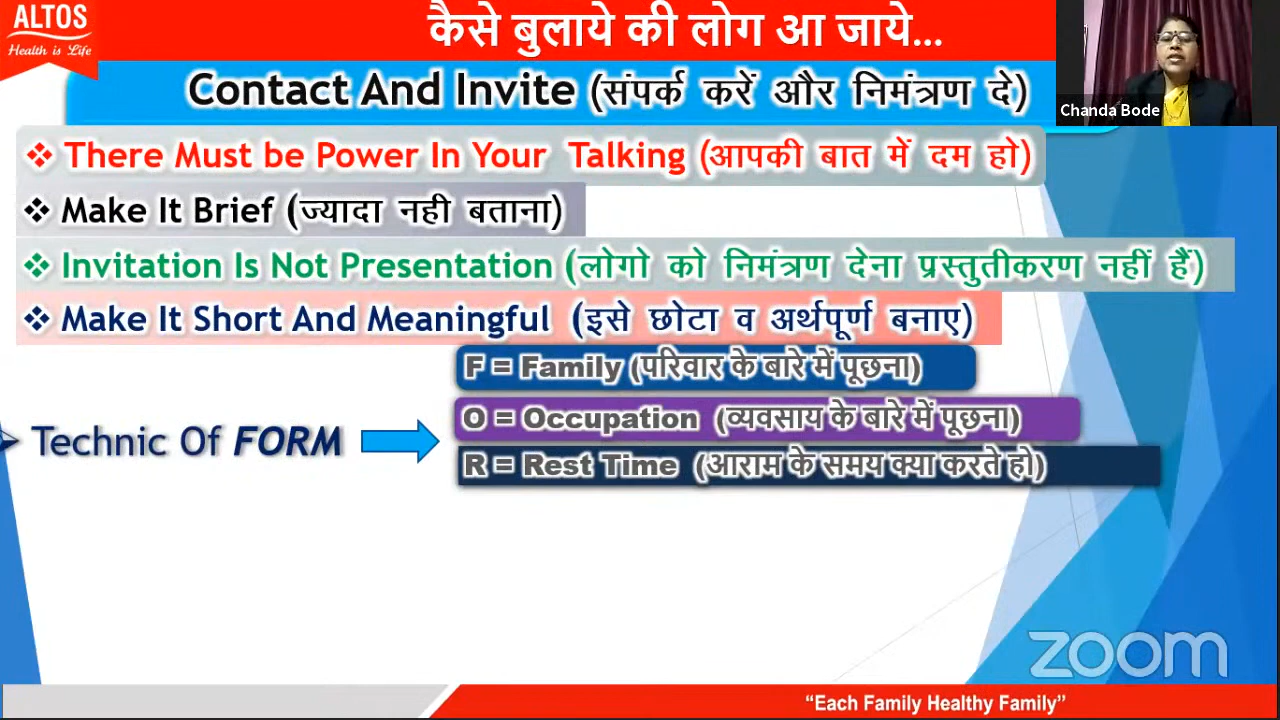 ALTOS
Health is Life
कैसे बुलाये की लोग आ जाये...
Contact And Invite (संपर्क करें और निमंत्रण दे)
Chanda Bode
❖ There Must be Power In Your Talking (आपकी बात में दम हो)
❖ Make It Brief (ज्यादा नही बताना)
❖ Invitation Is Not Presentation (लोगो को निमंत्रण देना प्रस्तुतीकरण नहीं हैं)
❖ Make It Short And Meaningful (इसे छोटा व अर्थपूर्ण बनाए)
F = Family (परिवार के बारे में पूछना)
➢ Technic Of FORM
O = Occupation (व्यवसाय के बारे में पूछना)
R = Rest Time (आराम के समय क्या करते हो)
zoom
“Each Family Healthy Family”